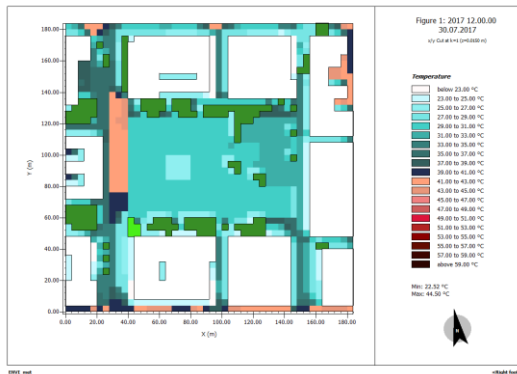 Figure 1: 2017 12.00.00
30.07.2017
x/y Cut at k=1 (z=0.0150 m)
Temperature
below 23.00 °C
23.00 to 25.00 °C
25.00 to 27.00 °C
27.00 to 29.00 °C
29.00 to 31.00 °C
31.00 to 33.00 °C
33.00 to 35.00 °C
35.00 to 37.00 °C
37.00 to 39.00 °C
39.00 to 41.00 °C
41.00 to 43.00 °C
43.00 to 45.00 °C
45.00 to 47.00 °C
47.00 to 49.00 °C
49.00 to 51.00 °C
51.00 to 53.00 °C
53.00 to 55.00 °C
55.00 to 57.00 °C
57.00 to 59.00 °C
above 59.00 °C
Min: 22.52 °C
Max: 44.50 °C
N
180.00
160.00
140.00
120.00
100.00
80.00
60.00
40.00
20.00
0.00
Y (m)
0.00 20.00 40.00 60.00 80.00 100.00 120.00 140.00 160.00 180.00
X (m)